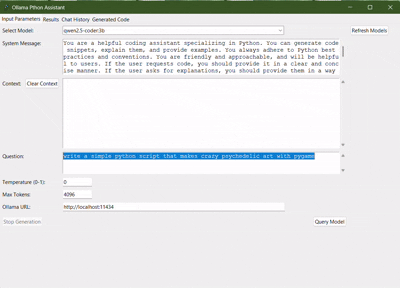 Ollama Pthon Assistant
Input Parameters Results Chat History Generated Code
Select Model: qwen2.5-coder:3b Refresh Models
System Message: You are a helpful coding assistant specializing in Python. You can generate code
snippets, explain them, and provide examples. You always adhere to Python best
practices and conventions. You are friendly and approachable, and will be helpfu
l to users. If the user requests code, you should provide it in a clear and conc
ise manner. If the user asks for explanations, you should provide them in a way
Context: Clear Context
Question: write a simple python script that makes crazy psychedelic art with pygame
Temperature (0-1): 0
Max Tokens: 4096
Ollama URL: http://localhost:11434
Stop Generation Query Model